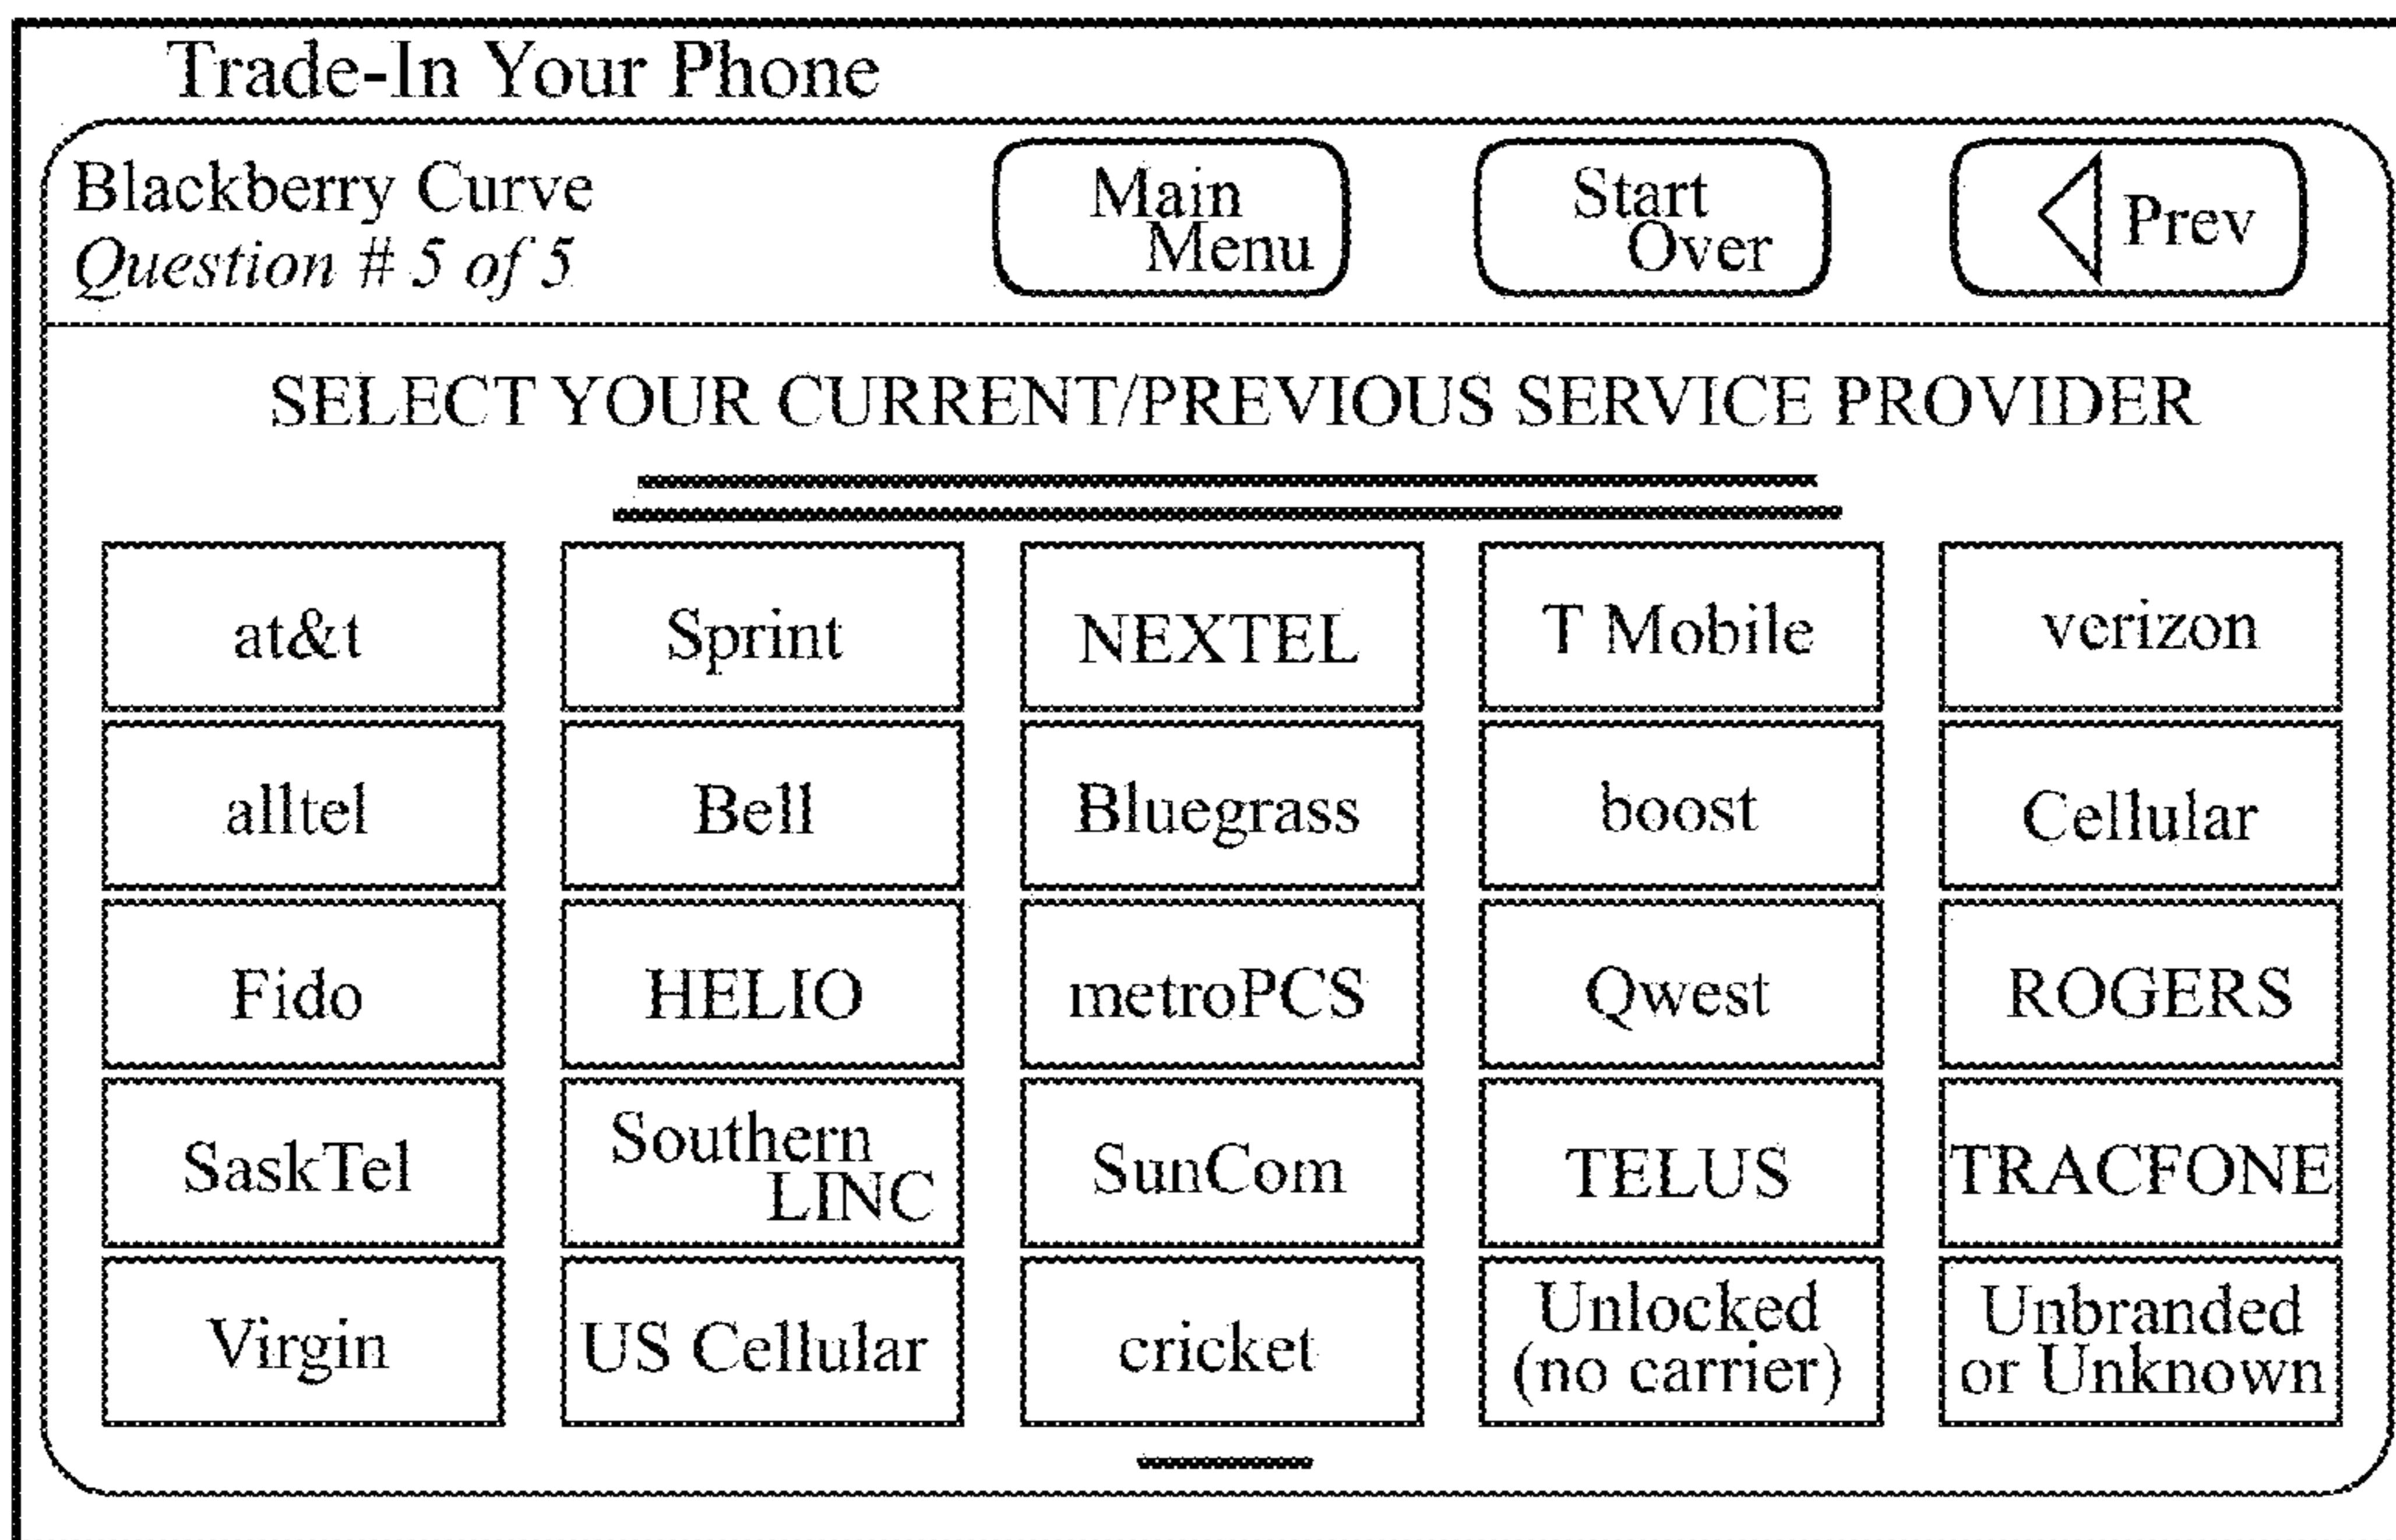 Trade-In Your Phone
Blackberry Curve
Question # 5 of 5
Main
Menu
Start
Over
Prev
SELECT YOUR CURRENT/PREVIOUS SERVICE PROVIDER
at&t
Sprint
NEXTEL
T Mobile
verizon
alltel
Bell
Bluegrass
boost
Cellular
Fido
HELIO
metroPCS
Qwest
ROGERS
SaskTel
Southern
LINC
SunCom
TELUS
TRACFONE
Virgin
US Cellular
cricket
Unlocked
(no carrier)
Unbranded
or Unknown